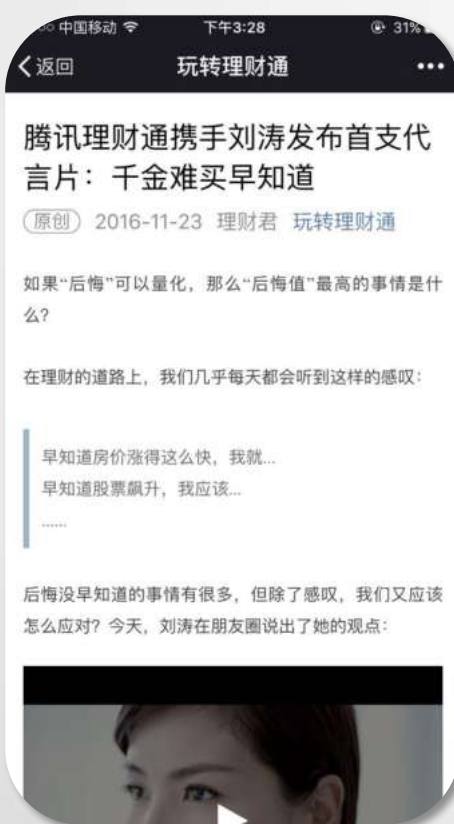 中国移动 下午3:28 31%
返回 玩转理财通
腾讯理财通携手刘涛发布首支代
言片：千金难买早知道
原创 2016-11-23 理财君 玩转理财通
如果“后悔”可以量化，那么“后悔值”最高的事情是什
么？
在理财的道路上，我们几乎每天都会听到这样的感叹：
早知道房价涨得这么快，我就...
早知道股票飙升，我应该...
......
后悔没早知道的事情有很多，但除了感叹，我们又应该
怎么应对？今天，刘涛在朋友圈说出了她的观点：